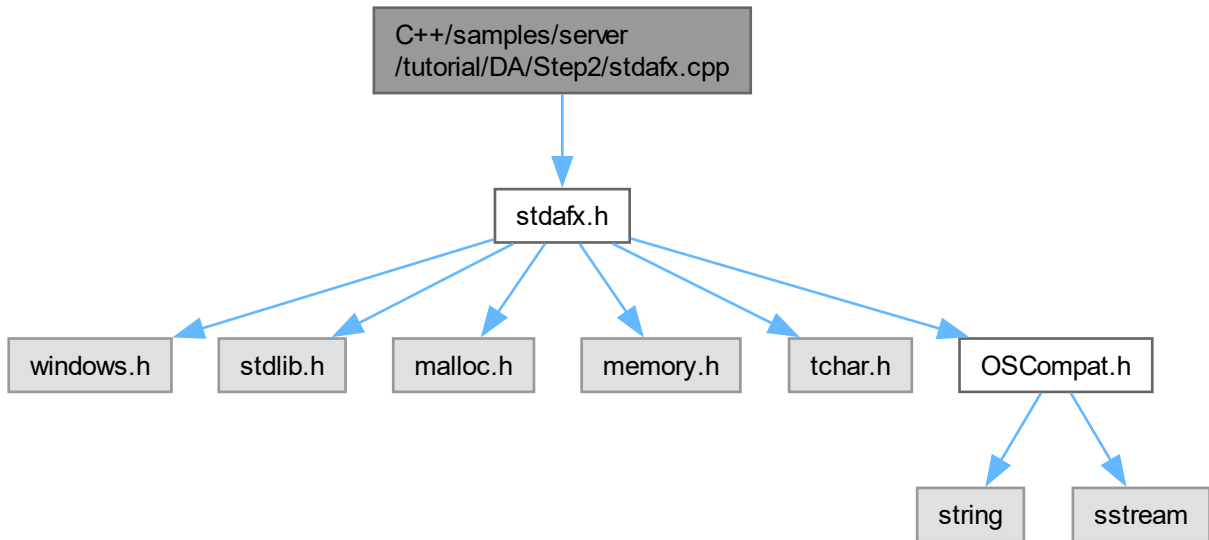 C++/samples/server
/tutorial/DA/Step2/stdafx.cpp
stdafx.h
windows.h
stdlib.h
malloc.h
memory.h
tchar.h
OSCompat.h
string
sstream